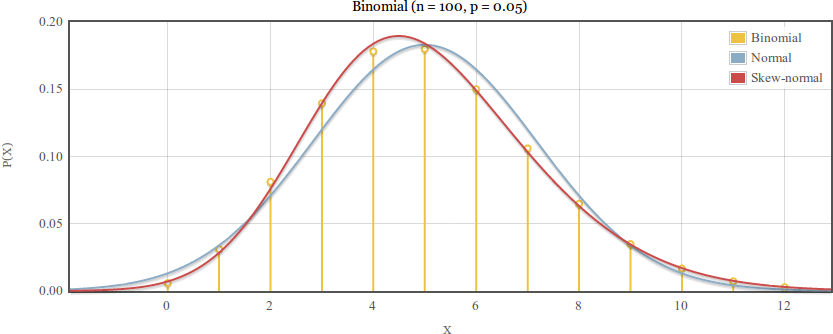 Binomial (n = 100, p = 0.05)
0.20
0.15
0.10
0.05
0.00
P(X)
Binomial
Normal
Skew-normal
0 2 4 6 8 10 12
X